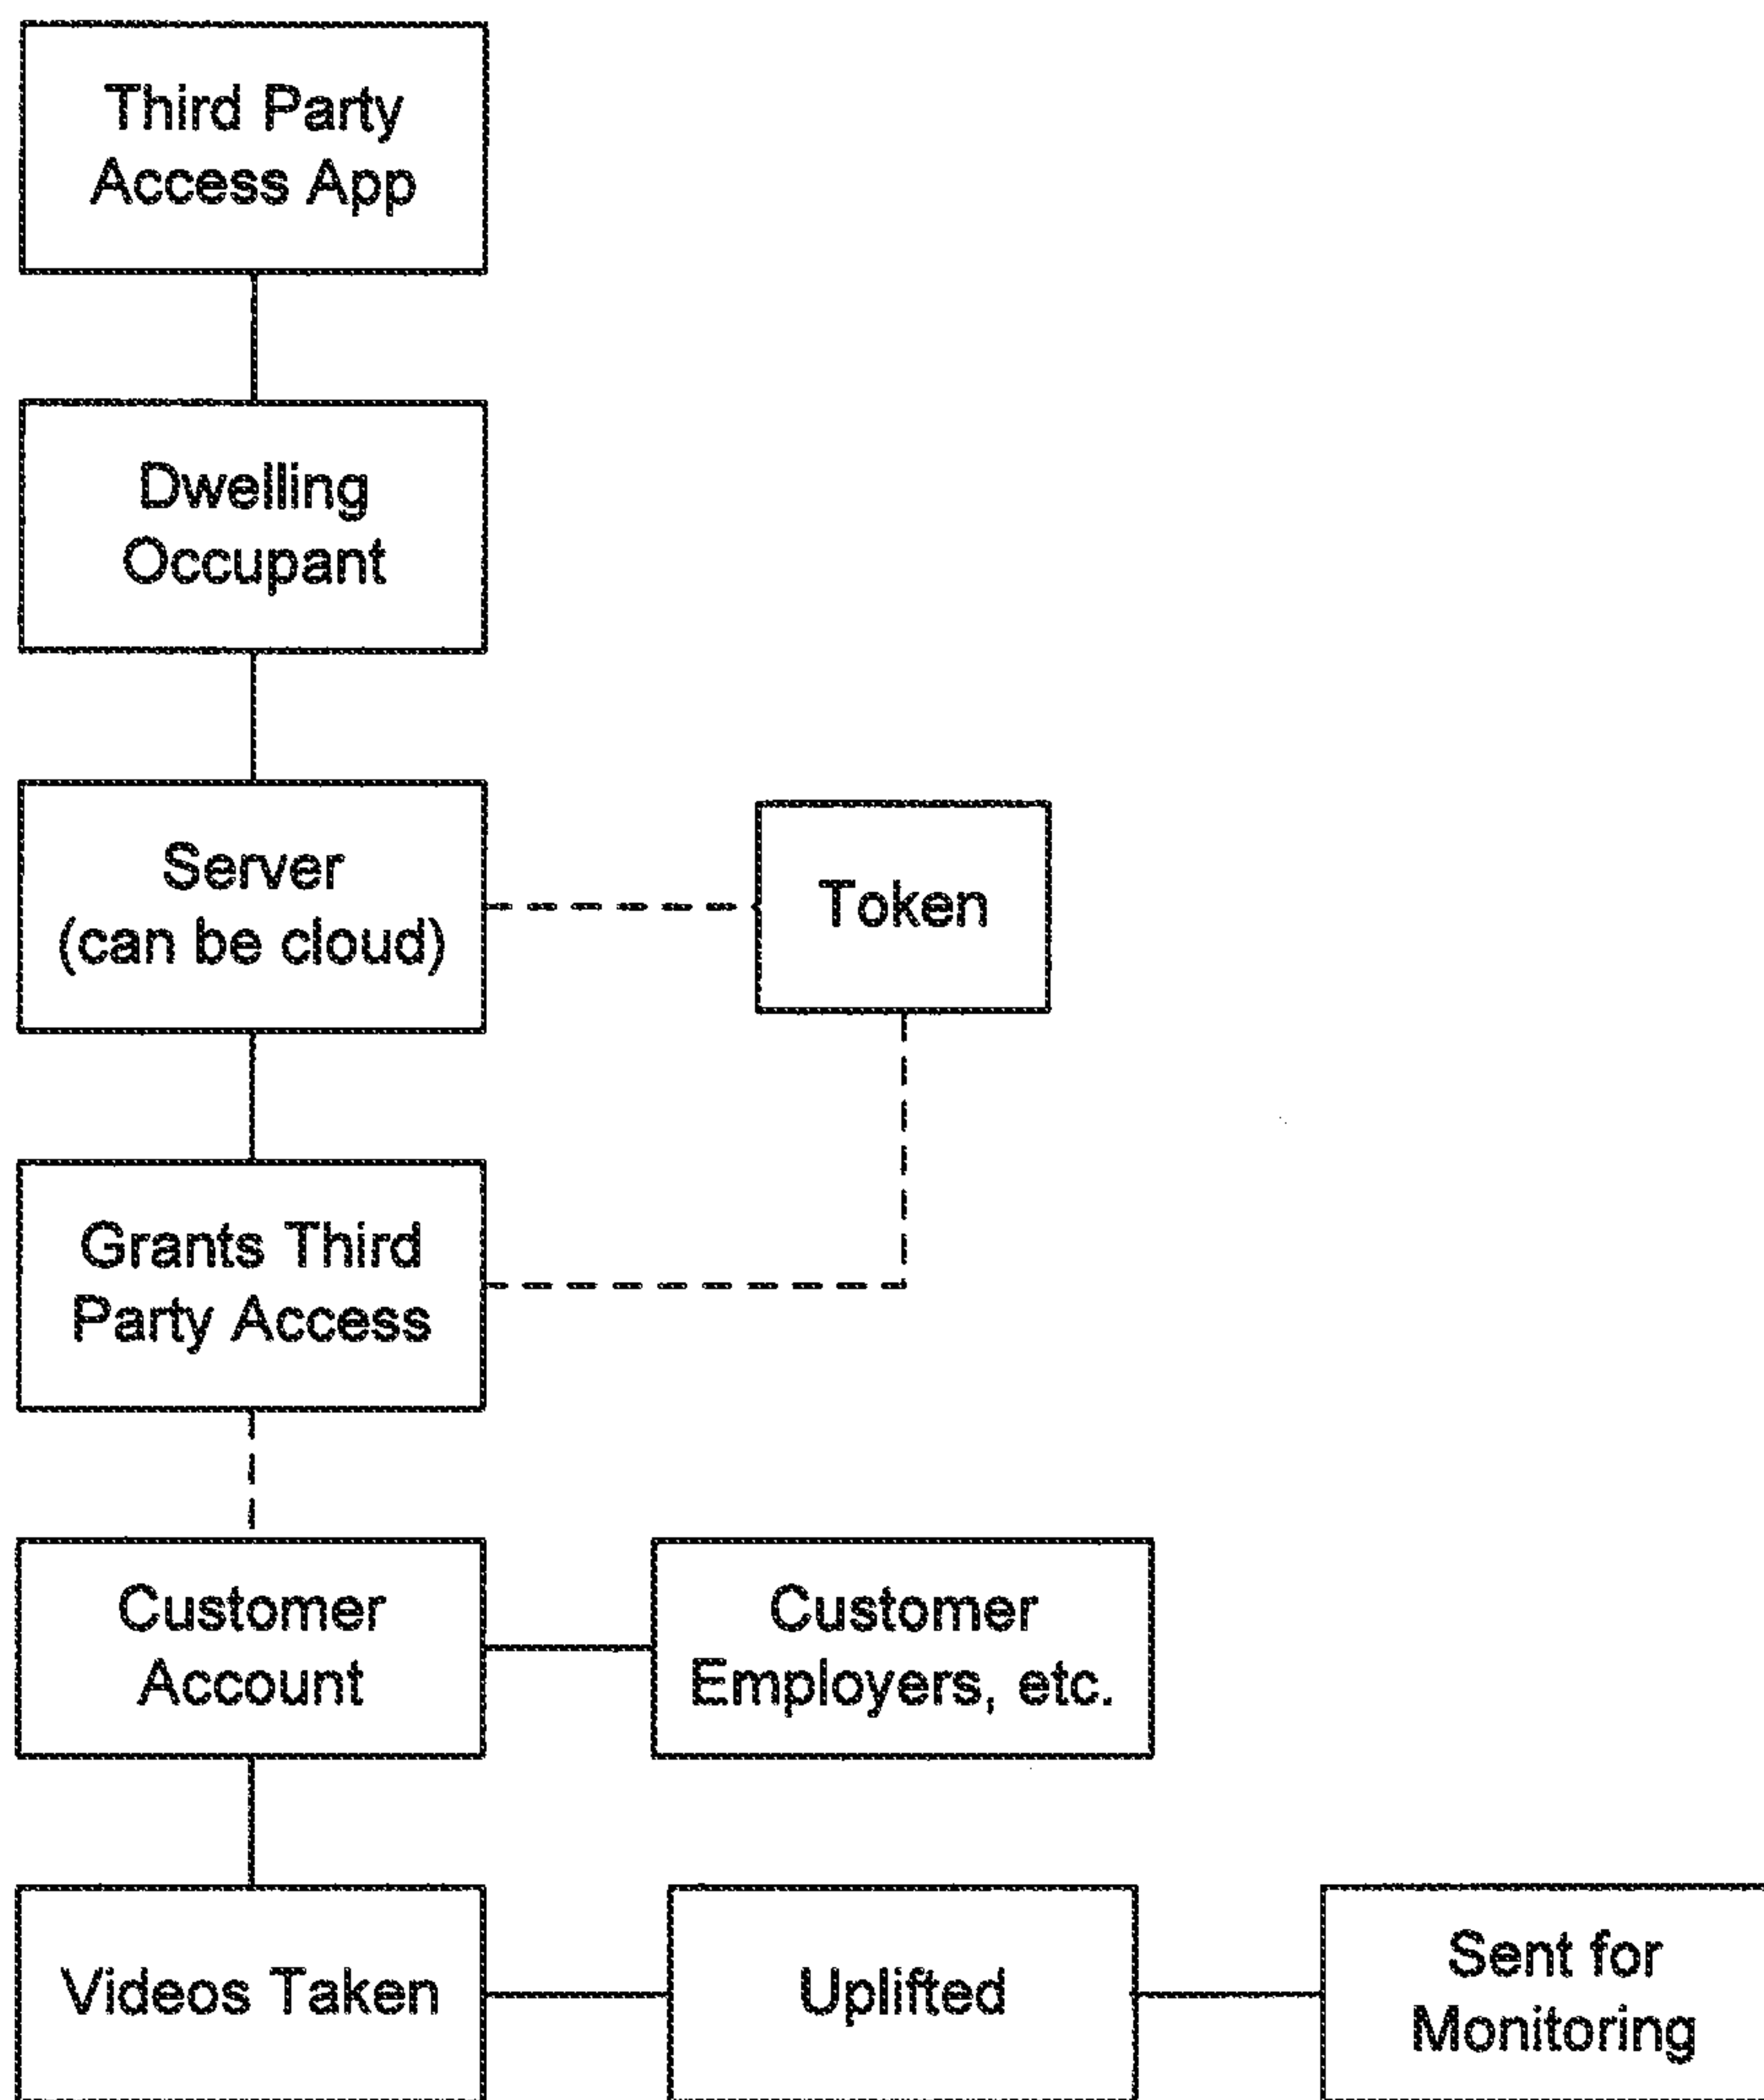 Third Party
Access App
Dwelling
Occupant
Server
(can be cloud)
Token
Grants Third
Party Access
Customer
Account
Customer
Employers, etc.
Videos Taken
Uplifted
Sent for
Monitoring